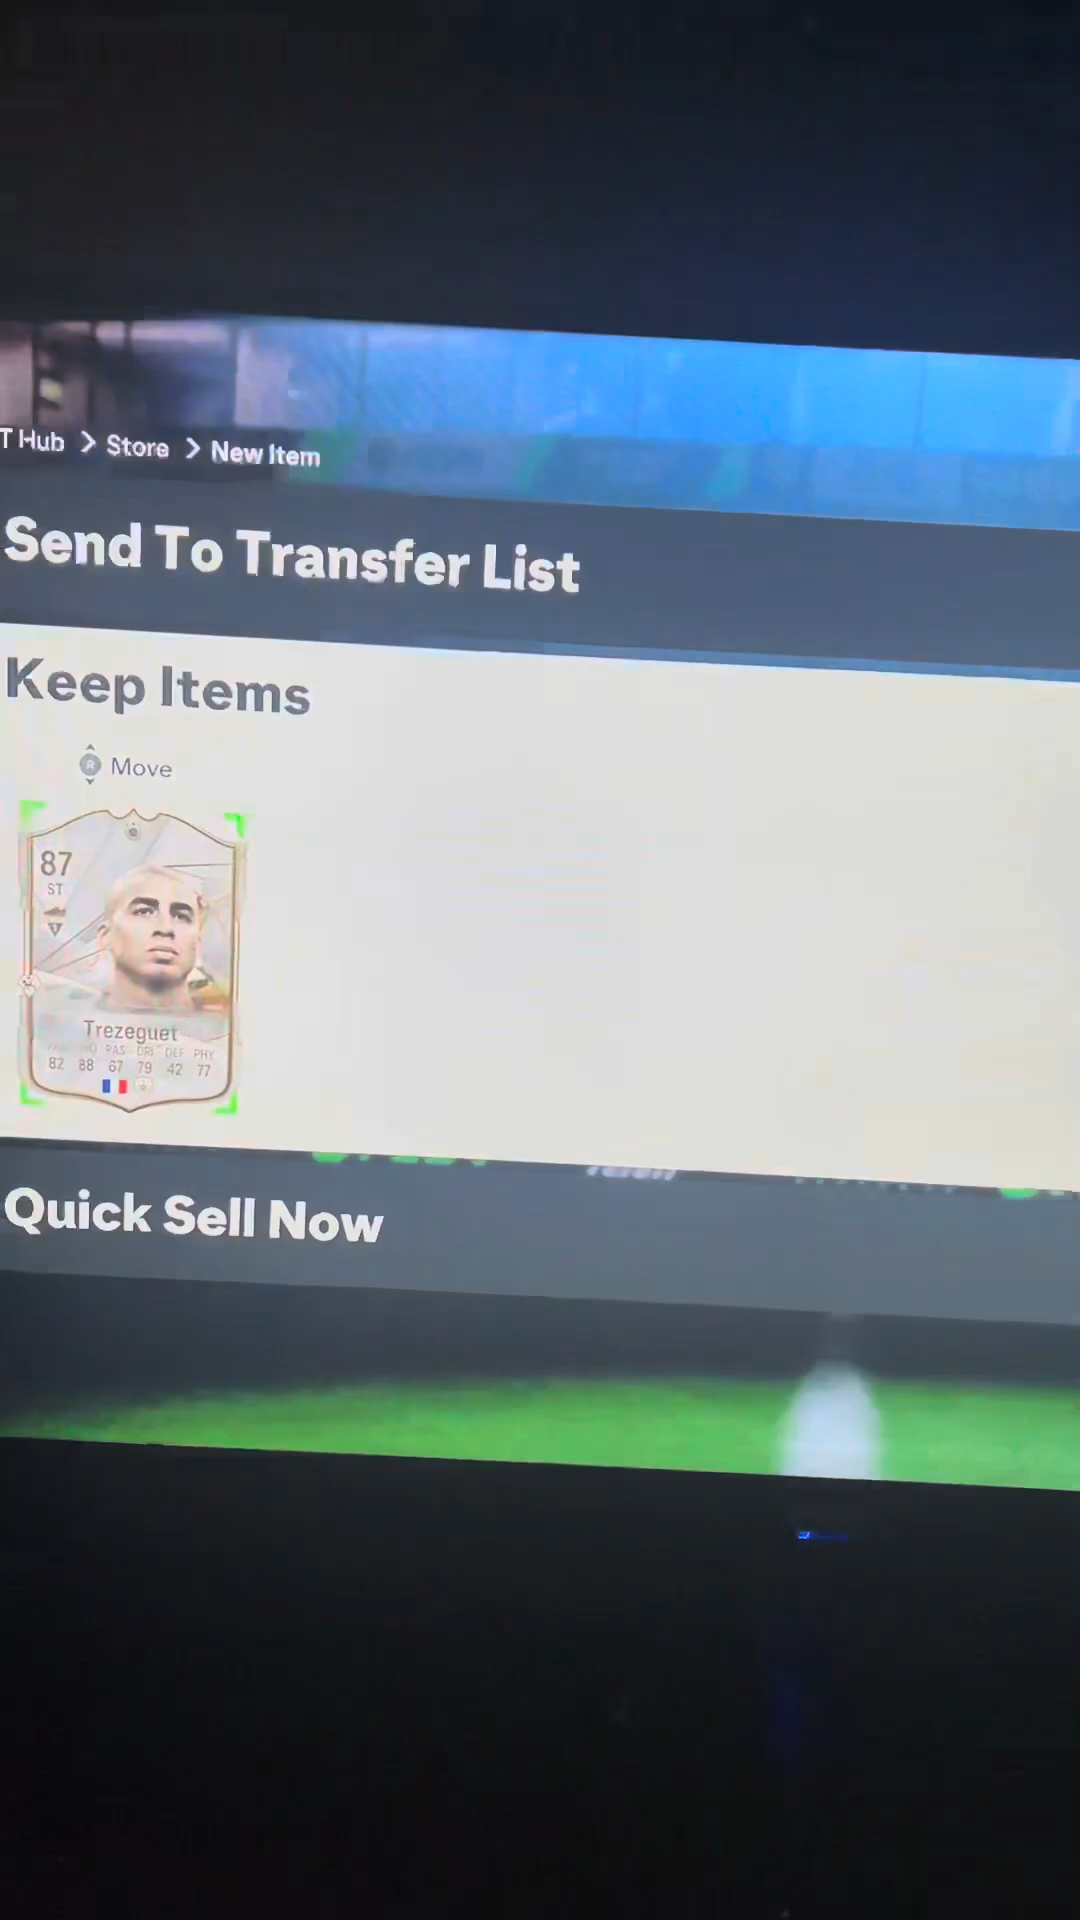 T Hub > Store > New Item
Send To Transfer List
Keep Items
R Move
87
ST
Trezeguet
PAS DRI DEF PHY
82 88 67 79 42 77
Quick Sell Now